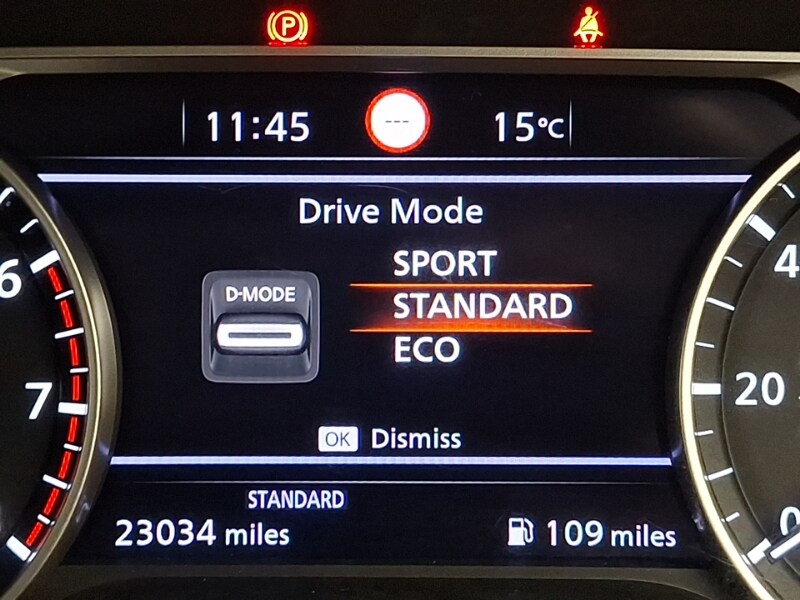 P
11:45 --- 15°C
Drive Mode
D-MODE
SPORT
STANDARD
ECO
OK Dismiss
STANDARD
23034 miles
109 miles
6
7
4
20
0